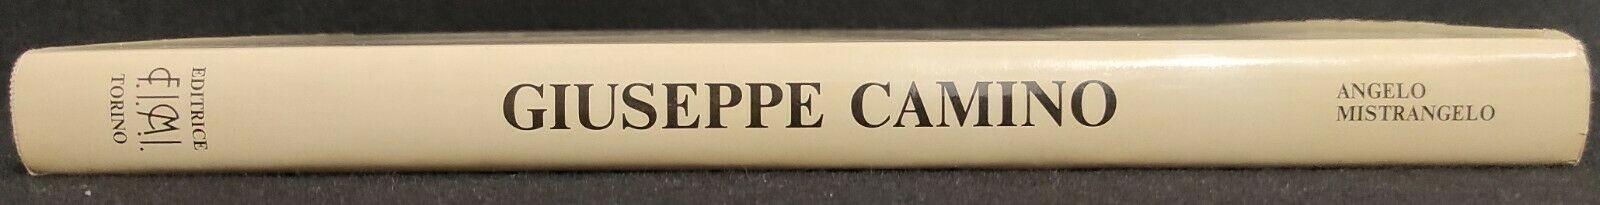 EDITRICE
F.I.A.M.
TORINO
GIUSEPPE CAMINO
ANGELO
MISTRANGELO